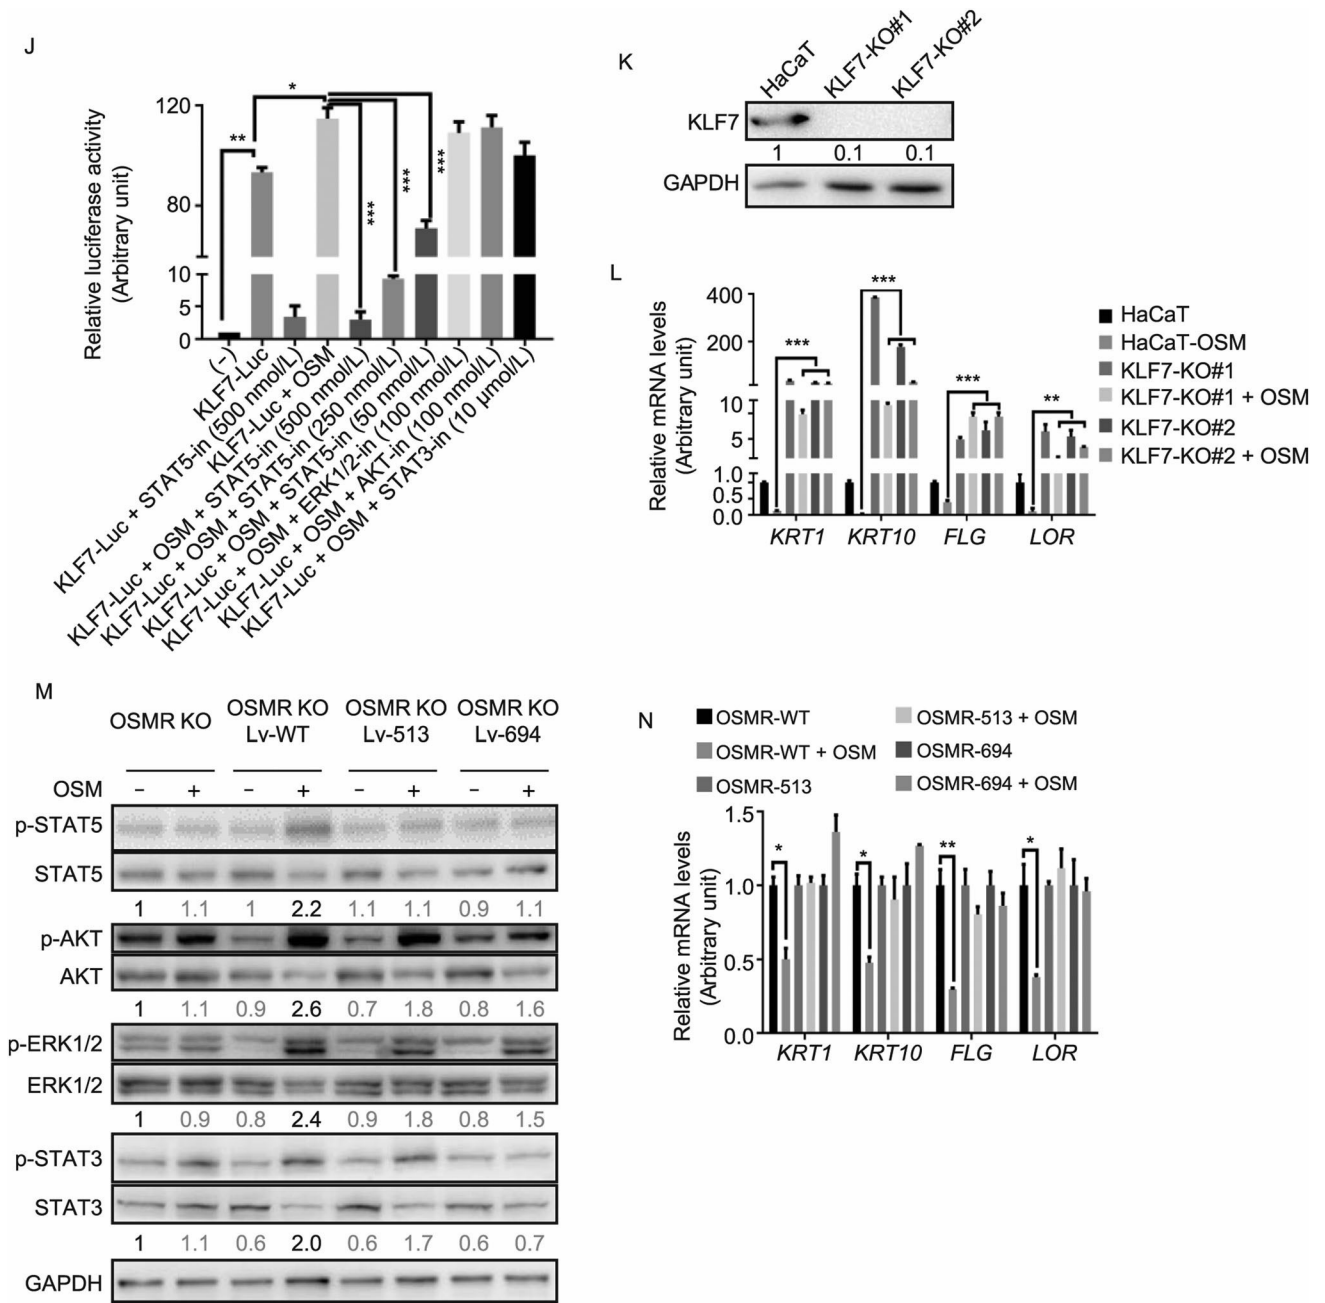 J
Relative luciferase activity
(Arbitrary unit)
120
80
10
5
0
*
**
***
***
***
(-)
KLF7-Luc
KLF7-Luc + STAT5-in (500 nmol/L)
KLF7-Luc + OSM
KLF7-Luc + OSM + STAT5-in (500 nmol/L)
KLF7-Luc + OSM + STAT5-in (250 nmol/L)
KLF7-Luc + OSM + STAT5-in (50 nmol/L)
KLF7-Luc + OSM + ERK1/2-in (100 nmol/L)
KLF7-Luc + OSM + AKT-in (100 nmol/L)
KLF7-Luc + OSM + STAT3-in (10 μmol/L)
K
HaCaT
KLF7-KO#1
KLF7-KO#2
KLF7
1 0.1 0.1
GAPDH
L
Relative mRNA levels
(Arbitrary unit)
400
200
10
5
1.0
0.5
0.0
***
***
***
**
KRT1 KRT10 FLG LOR
HaCaT
HaCaT-OSM
KLF7-KO#1
KLF7-KO#1 + OSM
KLF7-KO#2
KLF7-KO#2 + OSM
M
OSMR KO
OSMR KO
Lv-WT
OSMR KO
Lv-513
OSMR KO
Lv-694
OSM − + − + − + − +
p-STAT5
STAT5
1 1.1 1 2.2 1.1 1.1 0.9 1.1
p-AKT
AKT
1 1.1 0.9 2.6 0.7 1.8 0.8 1.6
p-ERK1/2
ERK1/2
1 0.9 0.8 2.4 0.9 1.8 0.8 1.5
p-STAT3
STAT3
1 1.1 0.6 2.0 0.6 1.7 0.6 0.7
GAPDH
N
OSMR-WT
OSMR-WT + OSM
OSMR-513
OSMR-513 + OSM
OSMR-694
OSMR-694 + OSM
Relative mRNA levels
(Arbitrary unit)
1.5
1.0
0.5
0.0
*
*
**
*
KRT1 KRT10 FLG LOR